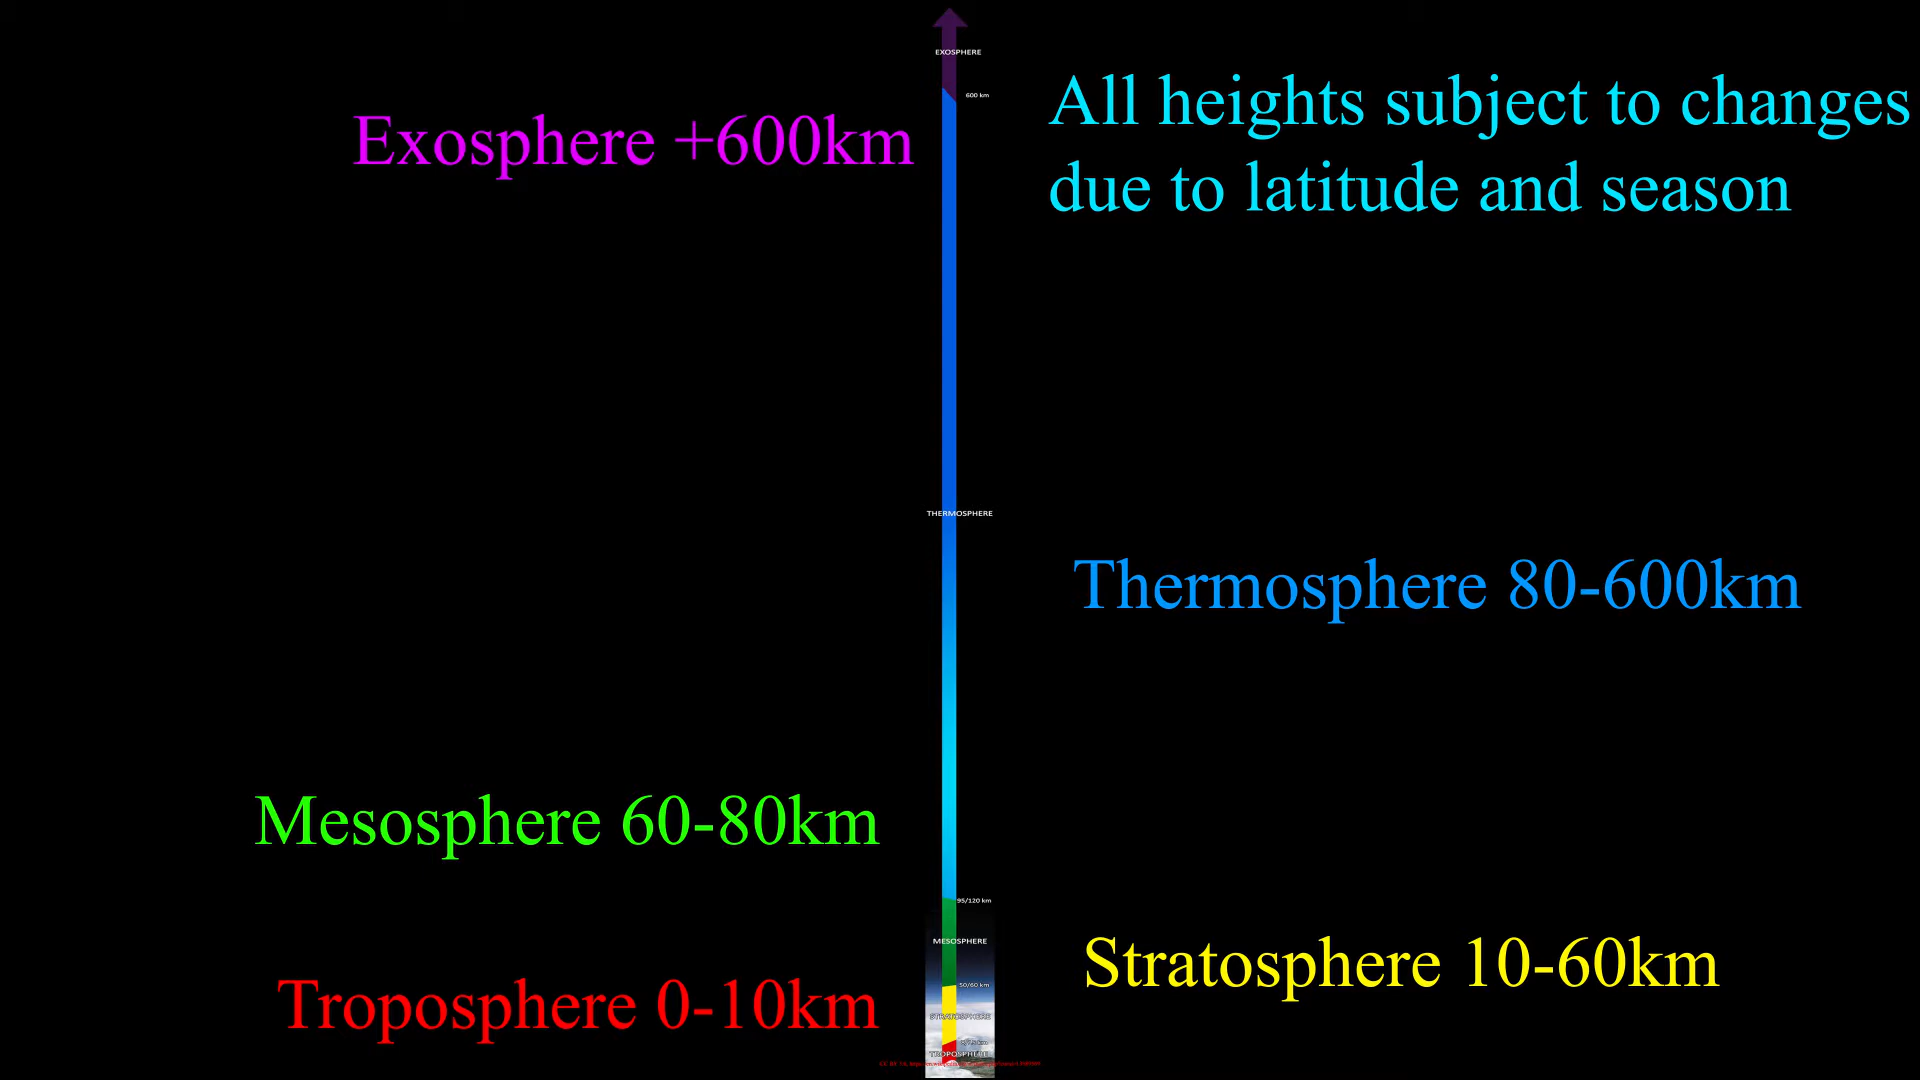 EXOSPHERE
600 km
All heights subject to changes
due to latitude and season
Exosphere +600km
THERMOSPHERE
Thermosphere 80-600km
Mesosphere 60-80km
95/120 km
MESOSPHERE
Stratosphere 10-60km
50/60 km
Troposphere 0-10km
STRATOSPHERE
TROPOSPHERE